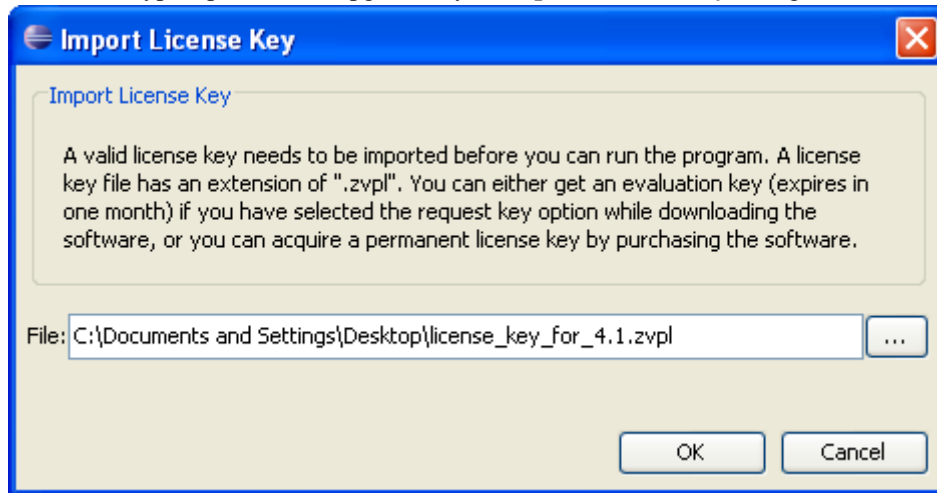 Import License Key
Import License Key
A valid license key needs to be imported before you can run the program. A license
key file has an extension of ".zvpl". You can either get an evaluation key (expires in
one month) if you have selected the request key option while downloading the
software, or you can acquire a permanent license key by purchasing the software.
File: C:\Documents and Settings\Desktop\license_key_for_4.1.zvpl ...
OK Cancel